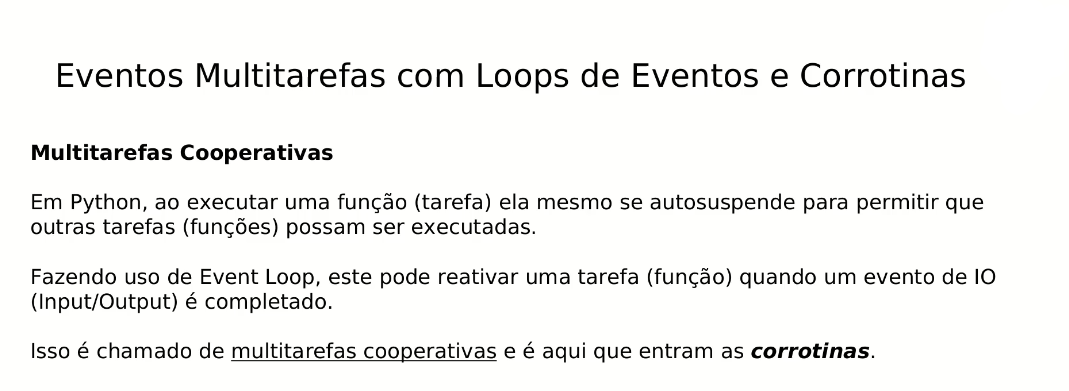 Eventos Multitarefas com Loops de Eventos e Corrotinas
Multitarefas Cooperativas
Em Python, ao executar uma função (tarefa) ela mesmo se autosuspende para permitir que
outras tarefas (funções) possam ser executadas.
Fazendo uso de Event Loop, este pode reativar uma tarefa (função) quando um evento de IO
(Input/Output) é completado.
Isso é chamado de multitarefas cooperativas e é aqui que entram as corrotinas.